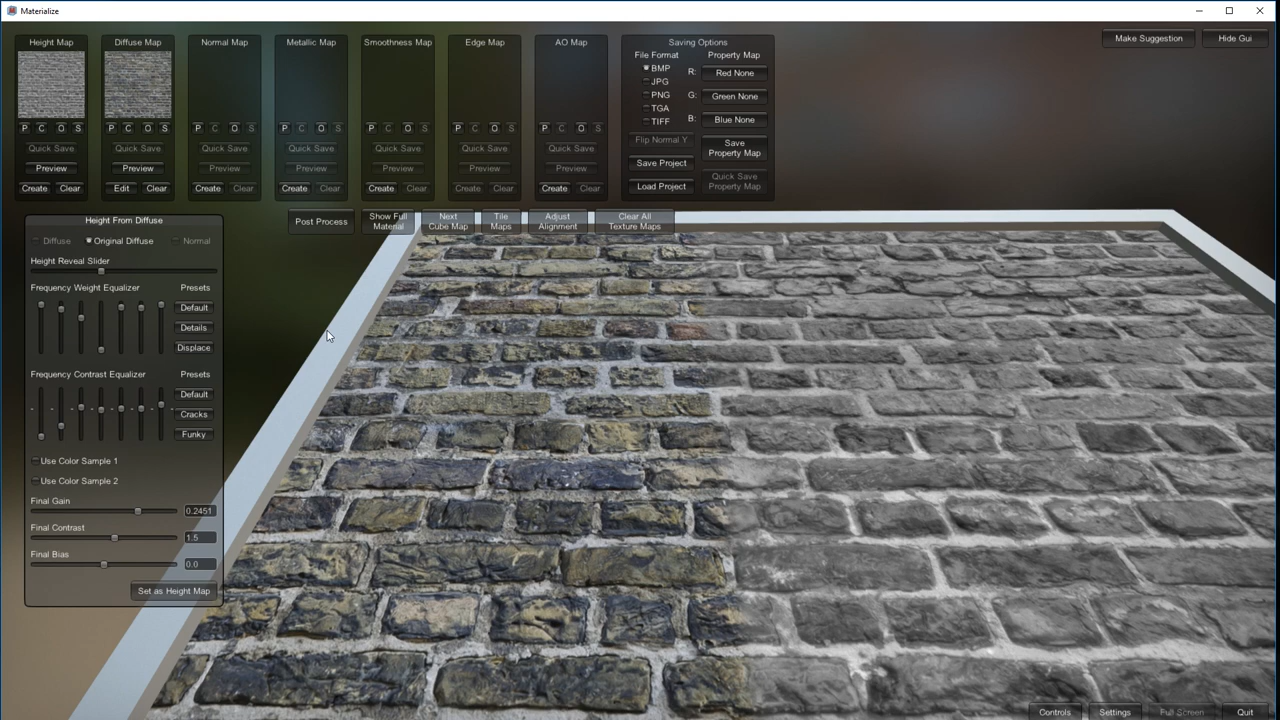 Materialize
Height Map
P C O S
Quick Save
Preview
Create Clear
Diffuse Map
P C O S
Quick Save
Preview
Edit Clear
Normal Map
P C O S
Quick Save
Preview
Create Clear
Metallic Map
P C O S
Quick Save
Preview
Create Clear
Smoothness Map
P C O S
Quick Save
Preview
Create Clear
Edge Map
P C O S
Quick Save
Preview
Create Clear
AO Map
P C O S
Quick Save
Preview
Create Clear
Saving Options
File Format
BMP
JPG
PNG
TGA
TIFF
Flip Normal Y
Save Project
Load Project
Property Map
R: Red None
G: Green None
B: Blue None
Save
Property Map
Quick Save
Property Map
Make Suggestion Hide Gui
Post Process
Show Full
Material
Next
Cube Map
Tile
Maps
Adjust
Alignment
Clear All
Texture Maps
Height From Diffuse
Diffuse Original Diffuse Normal
Height Reveal Slider
Frequency Weight Equalizer Presets
Default
Details
Displace
Frequency Contrast Equalizer Presets
Default
Cracks
Funky
Use Color Sample 1
Use Color Sample 2
Final Gain
0.2451
Final Contrast
1.5
Final Bias
0.0
Set as Height Map
Controls Settings Full Screen Quit